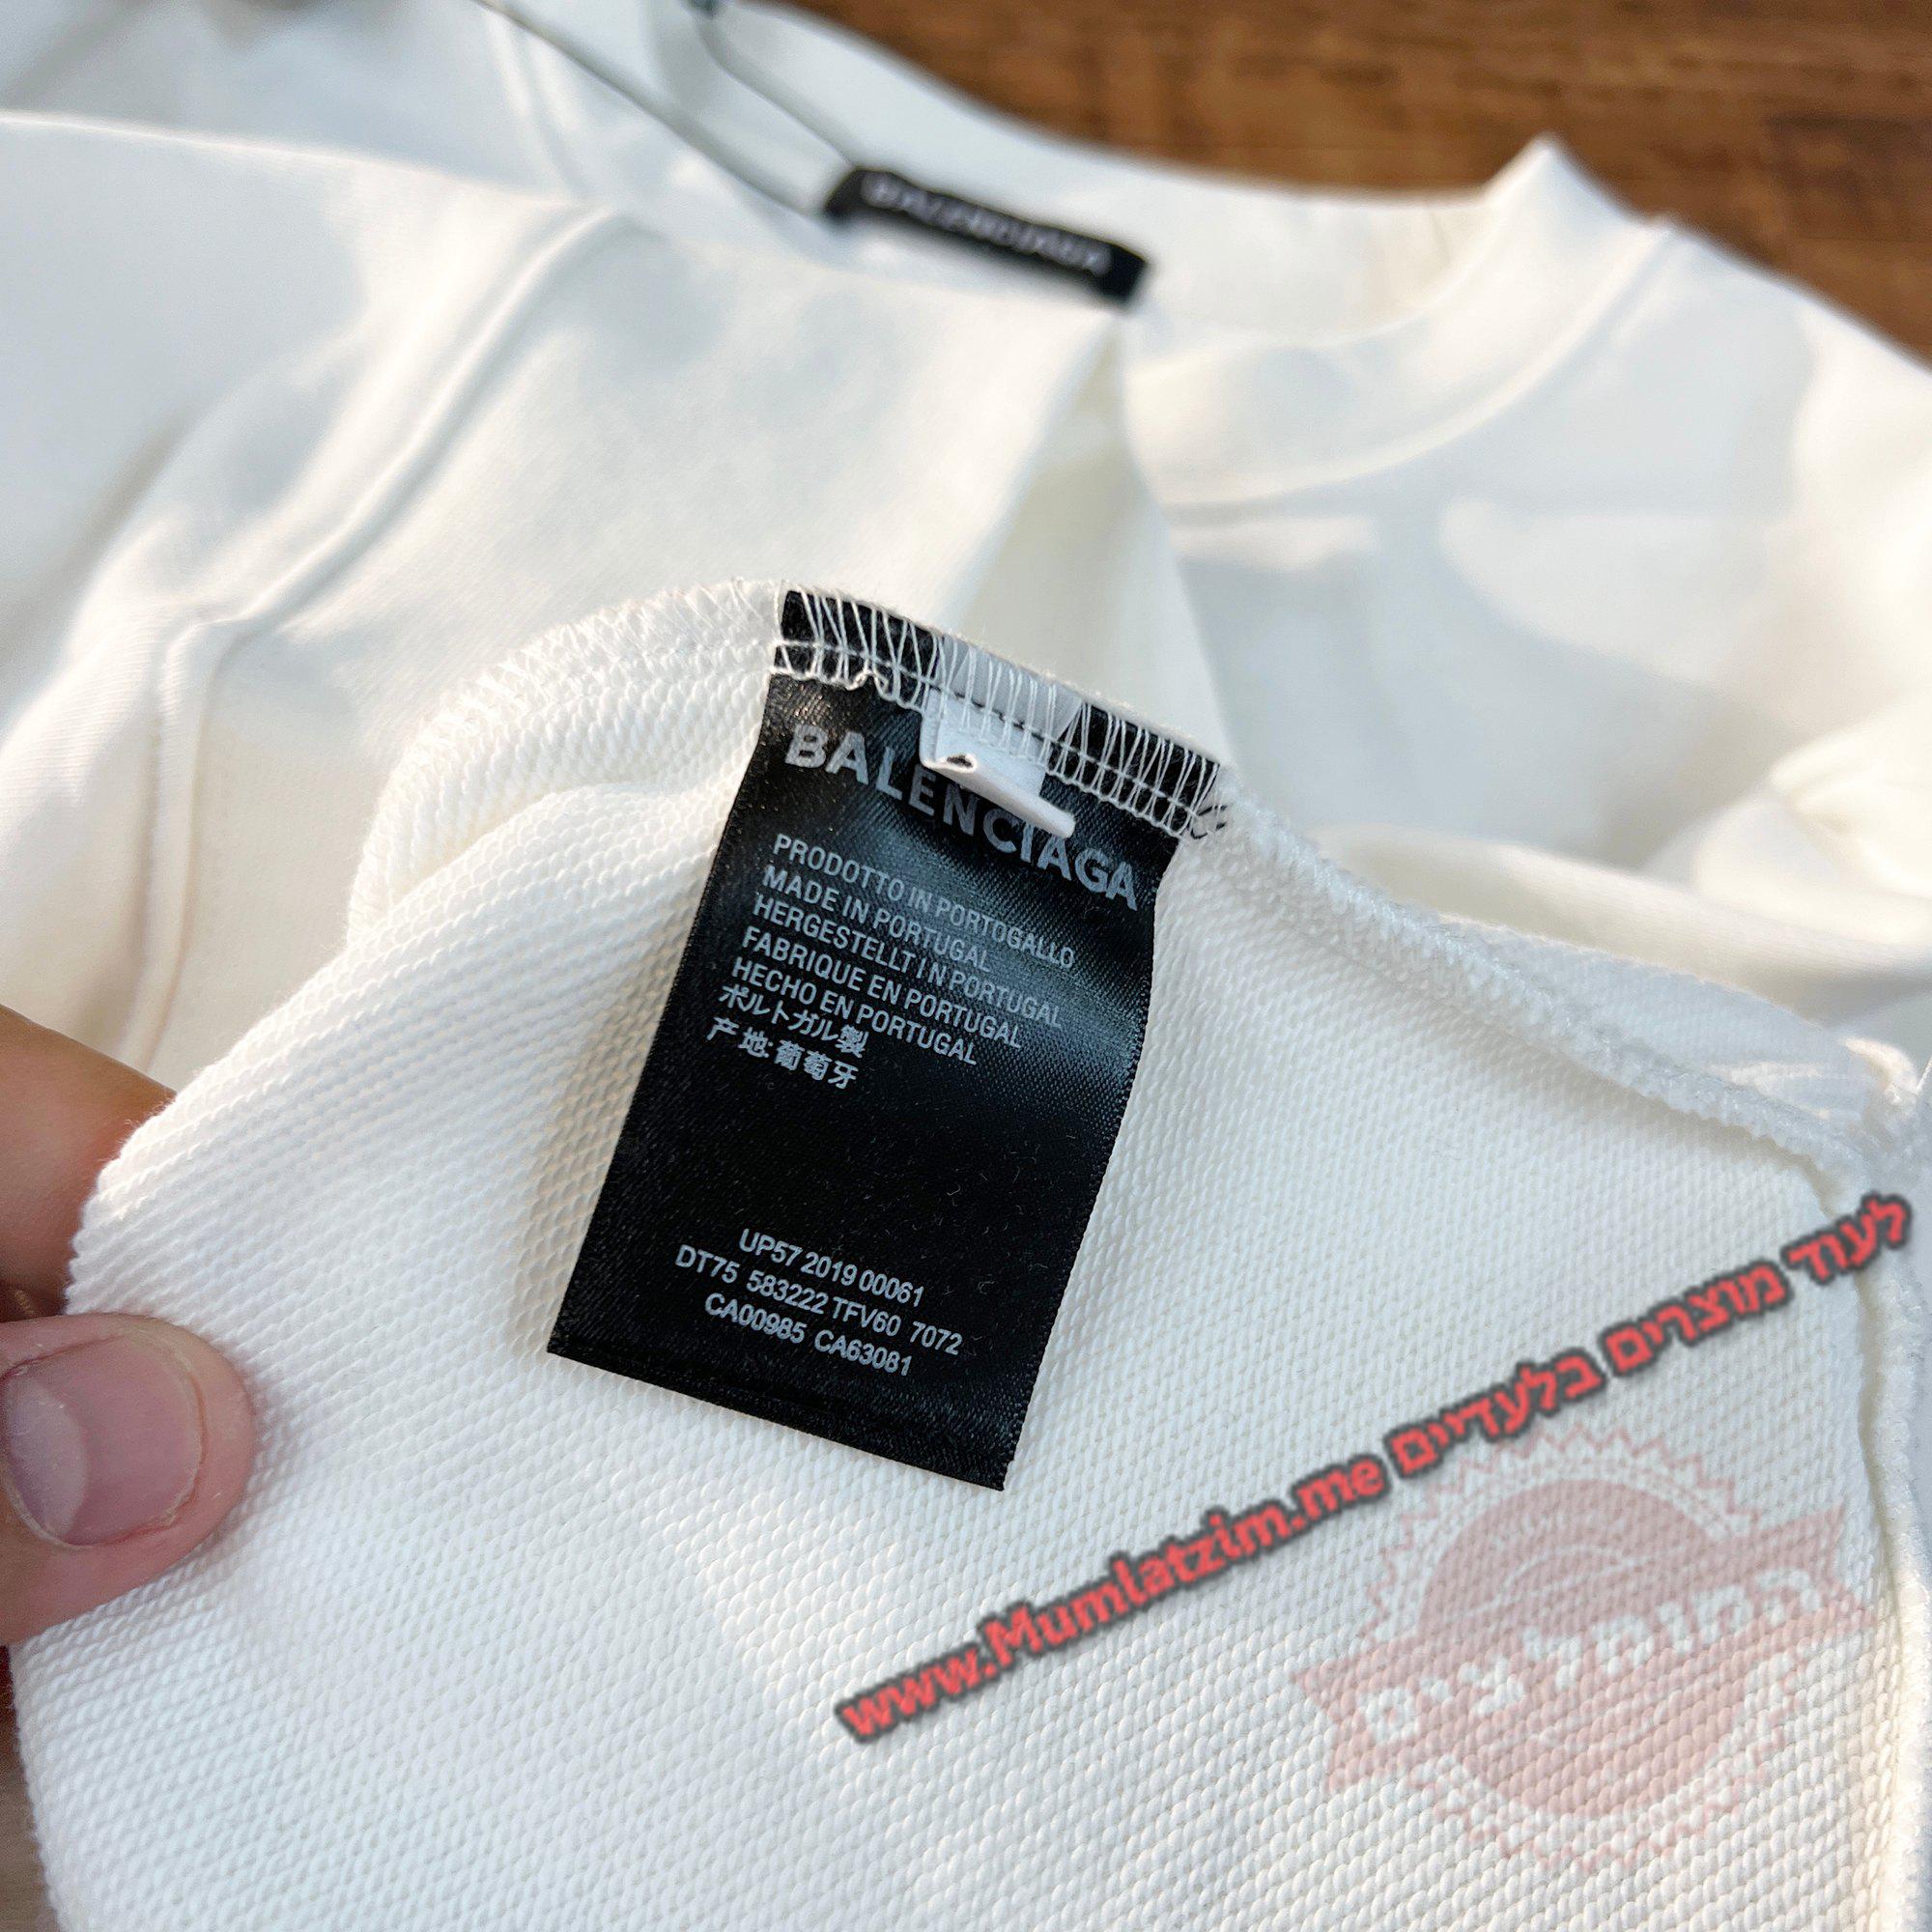 BALENCIAGA
BALENCIAGA
PRODOTTO IN PORTOGALLO
MADE IN PORTUGAL
HERGESTELLT IN PORTUGAL
FABRIQUE EN PORTUGAL
HECHO EN PORTUGAL
ポルトガル製
产地:葡萄牙
UP57 2019 00061
DT75 583222 TFV60 7072
CA00985 CA63081
לעוד מוצרים בלעדיים www.Mumlatzim.me
המומלצים